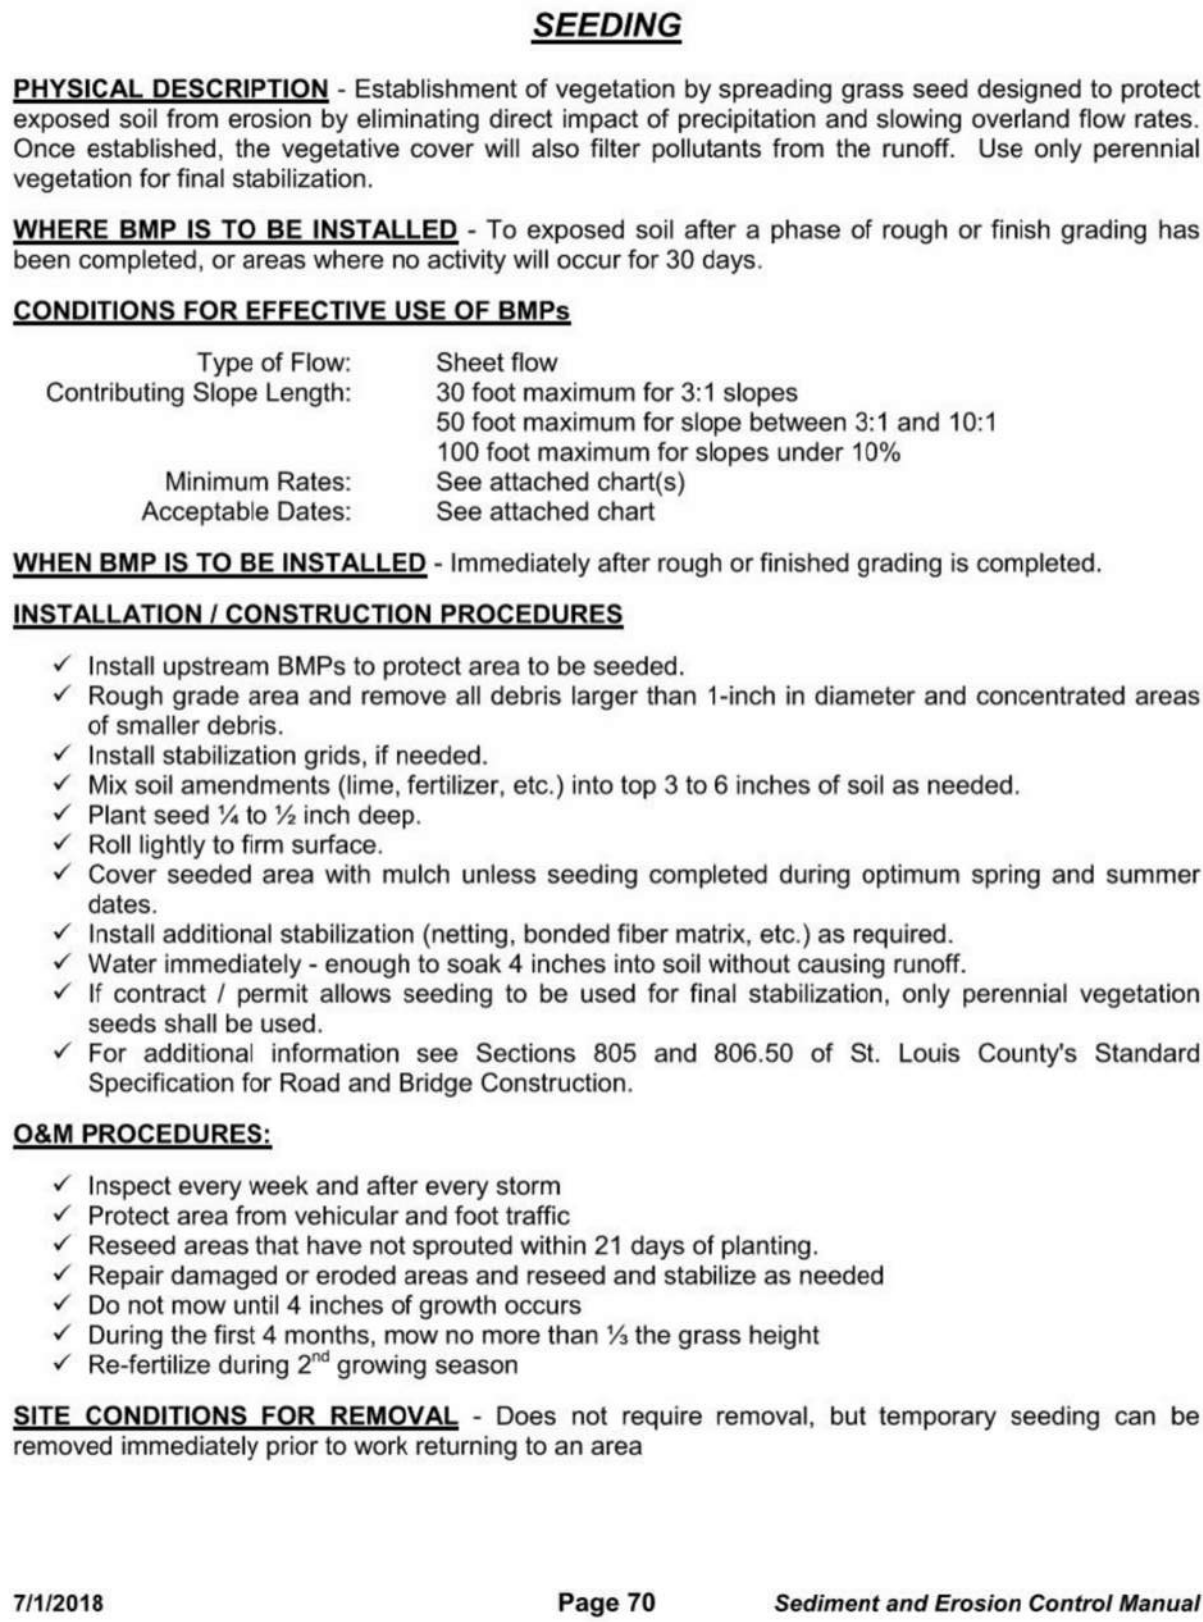 SEEDING
PHYSICAL DESCRIPTION - Establishment of vegetation by spreading grass seed designed to protect
exposed soil from erosion by eliminating direct impact of precipitation and slowing overland flow rates.
Once established, the vegetative cover will also filter pollutants from the runoff. Use only perennial
vegetation for final stabilization.
WHERE BMP IS TO BE INSTALLED - To exposed soil after a phase of rough or finish grading has
been completed, or areas where no activity will occur for 30 days.
CONDITIONS FOR EFFECTIVE USE OF BMPs
Type of Flow: Sheet flow
Contributing Slope Length: 30 foot maximum for 3:1 slopes
50 foot maximum for slope between 3:1 and 10:1
100 foot maximum for slopes under 10%
Minimum Rates: See attached chart(s)
Acceptable Dates: See attached chart
WHEN BMP IS TO BE INSTALLED - Immediately after rough or finished grading is completed.
INSTALLATION / CONSTRUCTION PROCEDURES
✓ Install upstream BMPs to protect area to be seeded.
✓ Rough grade area and remove all debris larger than 1-inch in diameter and concentrated areas
of smaller debris.
✓ Install stabilization grids, if needed.
✓ Mix soil amendments (lime, fertilizer, etc.) into top 3 to 6 inches of soil as needed.
✓ Plant seed ¼ to ½ inch deep.
✓ Roll lightly to firm surface.
✓ Cover seeded area with mulch unless seeding completed during optimum spring and summer
dates.
✓ Install additional stabilization (netting, bonded fiber matrix, etc.) as required.
✓ Water immediately - enough to soak 4 inches into soil without causing runoff.
✓ If contract / permit allows seeding to be used for final stabilization, only perennial vegetation
seeds shall be used.
✓ For additional information see Sections 805 and 806.50 of St. Louis County's Standard
Specification for Road and Bridge Construction.
O&M PROCEDURES:
✓ Inspect every week and after every storm
✓ Protect area from vehicular and foot traffic
✓ Reseed areas that have not sprouted within 21 days of planting.
✓ Repair damaged or eroded areas and reseed and stabilize as needed
✓ Do not mow until 4 inches of growth occurs
✓ During the first 4 months, mow no more than ⅓ the grass height
✓ Re-fertilize during 2nd growing season
SITE CONDITIONS FOR REMOVAL - Does not require removal, but temporary seeding can be
removed immediately prior to work returning to an area
7/1/2018 Page 70 Sediment and Erosion Control Manual